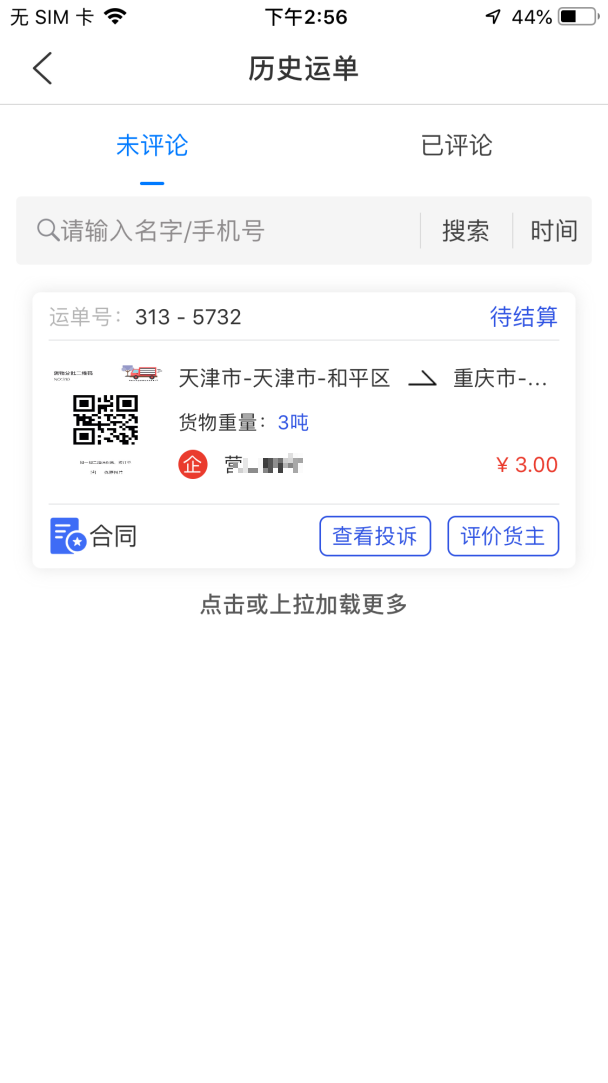 无 SIM 卡 下午2:56 44%
历史运单
未评论 已评论
请输入名字/手机号 搜索 时间
运单号： 313 - 5732 待结算
天津市-天津市-和平区 重庆市-...
货物重量： 3吨
企 营 ¥ 3.00
合同 查看投诉 评价货主
点击或上拉加载更多